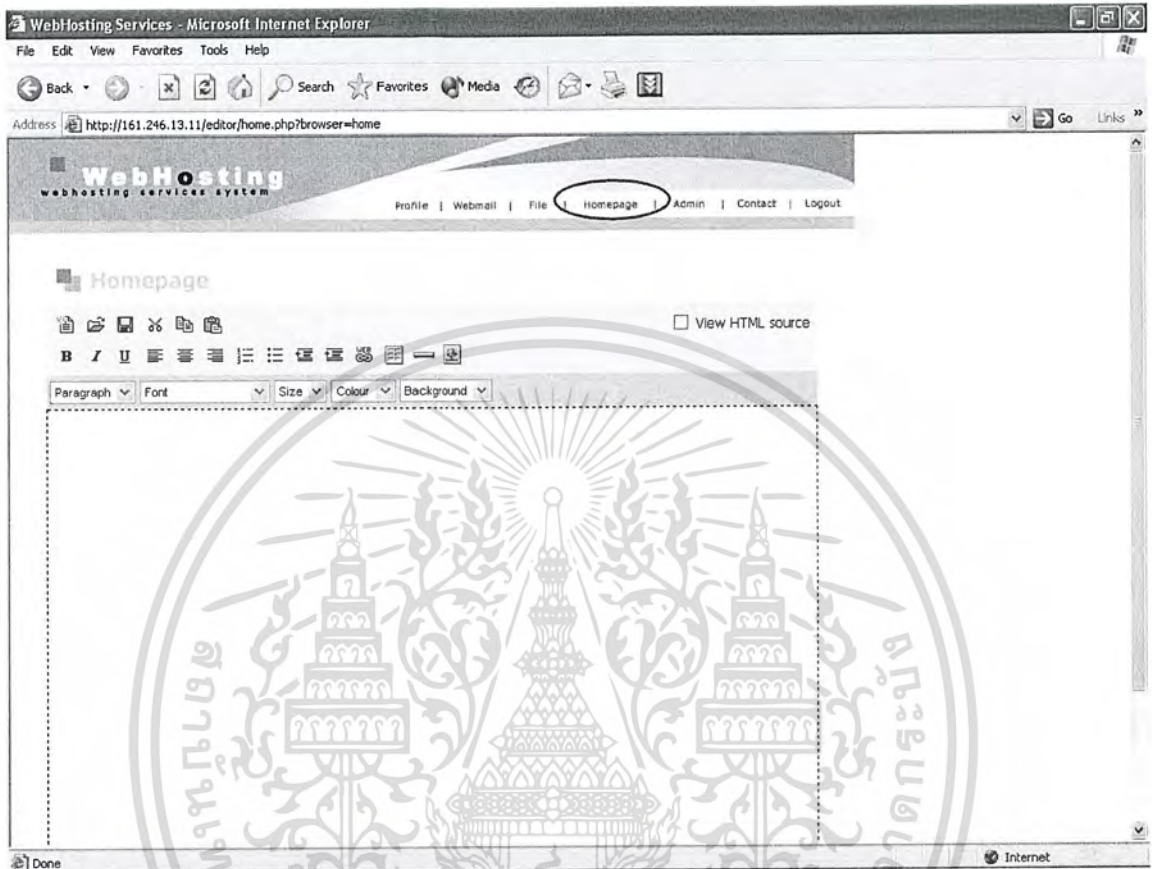 WebHosting Services - Microsoft Internet Explorer
File Edit View Favorites Tools Help
Back Search Favorites Media
Address http://161.246.13.11/editor/home.php?browser=home Go Links »
WebHosting
webhosting services system
Profile | Webmail | File | Homepage | Admin | Contact | Logout
Homepage
View HTML source
B I U WEB
Paragraph Font Size Colour Background
Done Internet